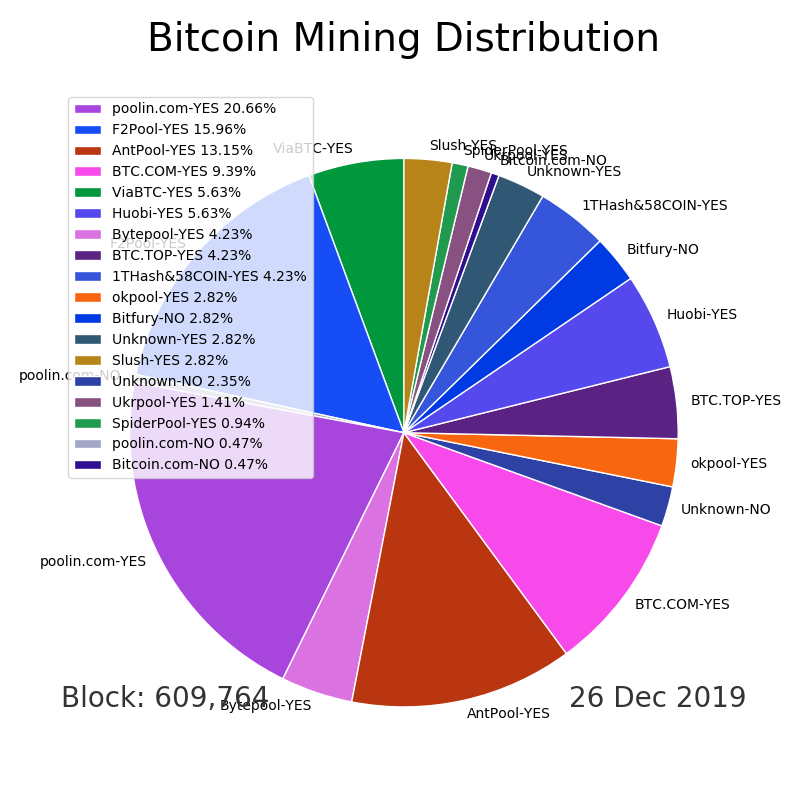 Bitcoin Mining Distribution
poolin.com-YES 20.66%
F2Pool-YES 15.96%
AntPool-YES 13.15%
BTC.COM-YES 9.39%
ViaBTC-YES 5.63%
Huobi-YES 5.63%
Bytepool-YES 4.23%
BTC.TOP-YES 4.23%
1THash&58COIN-YES 4.23%
okpool-YES 2.82%
Bitfury-NO 2.82%
Unknown-YES 2.82%
Slush-YES 2.82%
Unknown-NO 2.35%
Ukrpool-YES 1.41%
SpiderPool-YES 0.94%
poolin.com-NO 0.47%
Bitcoin.com-NO 0.47%
ViaBTC-YES
F2Pool-YES
poolin.com-NO
poolin.com-YES
Bytepool-YES
AntPool-YES
BTC.COM-YES
Unknown-NO
okpool-YES
BTC.TOP-YES
Huobi-YES
Bitfury-NO
1THash&58COIN-YES
Unknown-YES
Bitcoin.com-NO
Ukrpool-YES
SpiderPool-YES
Slush-YES
Block: 609,764
26 Dec 2019